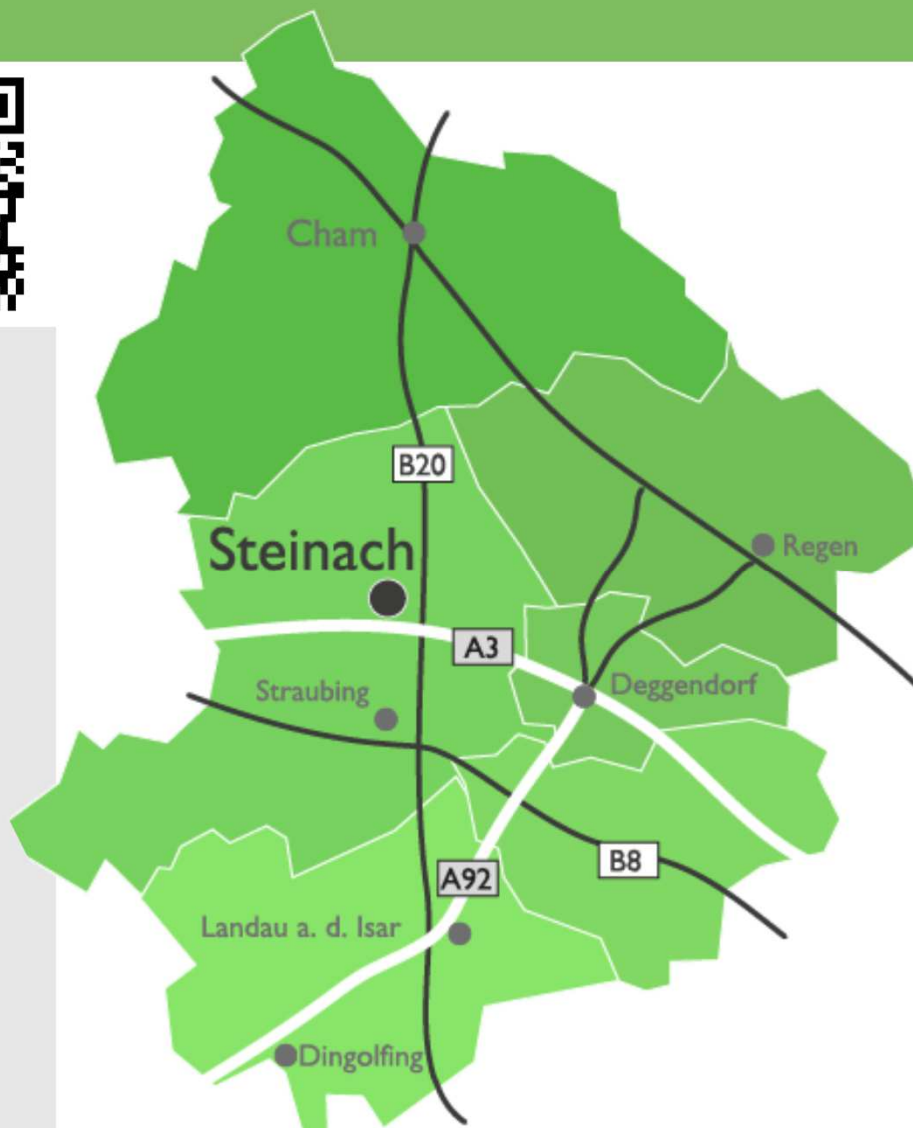 Cham
B20
Steinach
Regen
A3
Straubing
Deggendorf
B8
A92
Landau a. d. Isar
Dingolfing